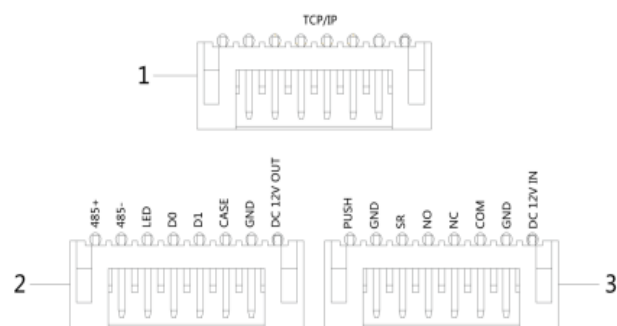 TCP/IP
1
485+
485-
LED
D0
D1
CASE
GND
DC 12V OUT
PUSH
GND
SR
NO
NC
COM
GND
DC 12V IN
2
3